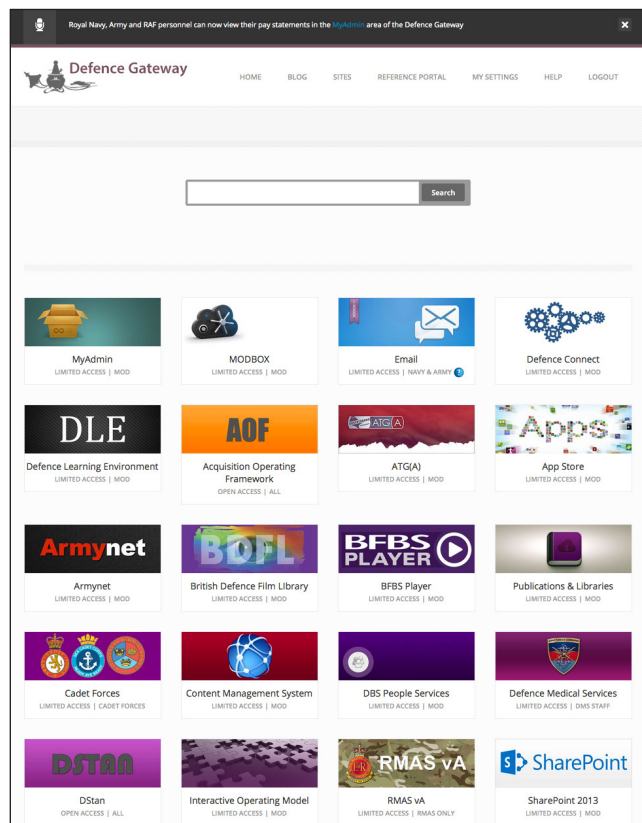 Royal Navy, Army and RAF personnel can now view their pay statements in the MyAdmin area of the Defence Gateway
Defence Gateway
HOME BLOG SITES REFERENCE PORTAL MY SETTINGS HELP LOGOUT
Search
MyAdmin
LIMITED ACCESS | MOD
MODBOX
LIMITED ACCESS | MOD
Email
LIMITED ACCESS | NAVY & ARMY ?
Defence Connect
LIMITED ACCESS | MOD
DLE
Defence Learning Environment
LIMITED ACCESS | MOD
AOF
Acquisition Operating
Framework
OPEN ACCESS | ALL
ATG(A)
ATG(A)
LIMITED ACCESS | MOD
Apps
App Store
LIMITED ACCESS | MOD
Armynet
Armynet
LIMITED ACCESS | MOD
BDFL
British Defence Film LIbrary
LIMITED ACCESS | MOD
BFBS
PLAYER
BFBS Player
LIMITED ACCESS | MOD
Publications & Libraries
LIMITED ACCESS | MOD
Cadet Forces
LIMITED ACCESS | CADET FORCES
Content Management System
LIMITED ACCESS | MOD
DBS People Services
LIMITED ACCESS | MOD
Defence Medical Services
LIMITED ACCESS | DMS STAFF
DSTAN
DStan
OPEN ACCESS | ALL
Interactive Operating Model
LIMITED ACCESS | MOD
RMAS vA
RMAS vA
LIMITED ACCESS | RMAS ONLY
SharePoint
SharePoint 2013
LIMITED ACCESS | MOD